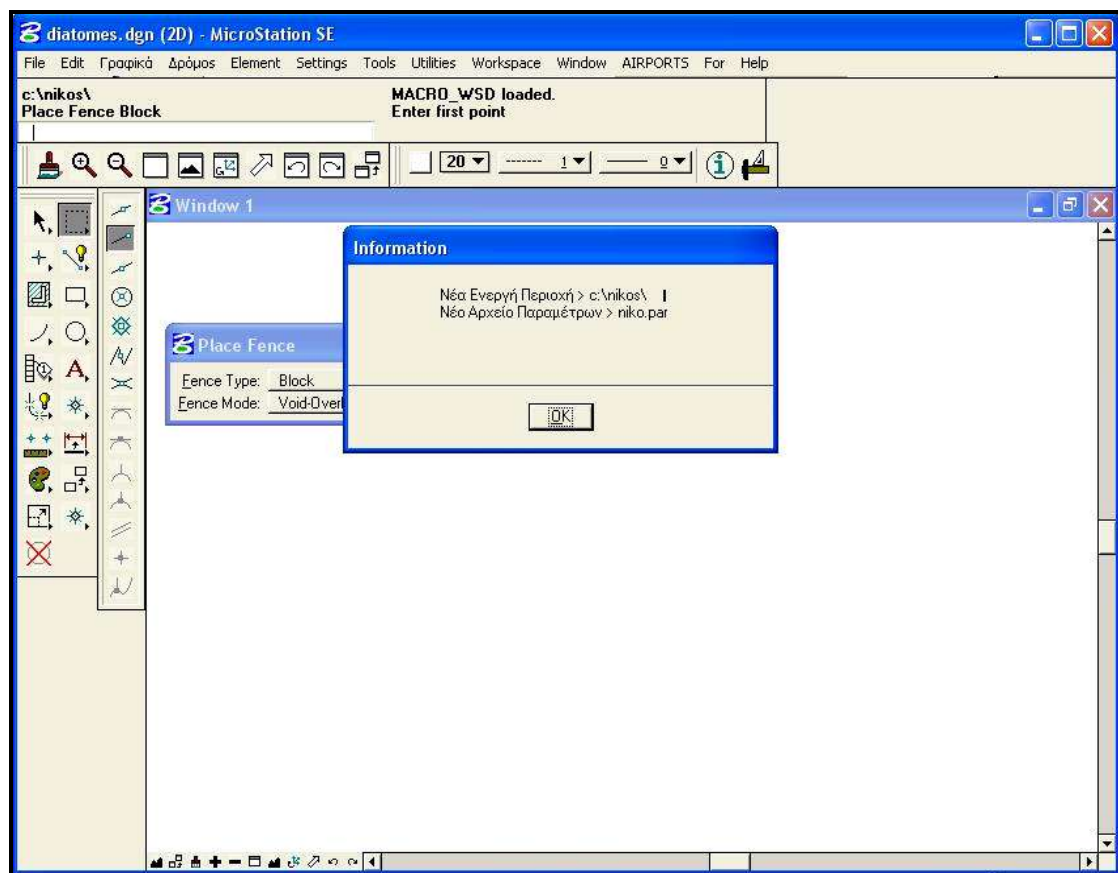 diatomes.dgn (2D) - MicroStation SE
File Edit Γραφικά Δρόμος Element Settings Tools Utilities Workspace Window AIRPORTS For Help
c:\nikos\ MACRO_WSD loaded.
Place Fence Block Enter first point
20 1 0
Window 1
Information
Νέα Ενεργή Περιοχή > c:\nikos\
Νέο Αρχείο Παραμέτρων > niko.par
OK
Place Fence
Fence Type: Block
Fence Mode: Void-Overl